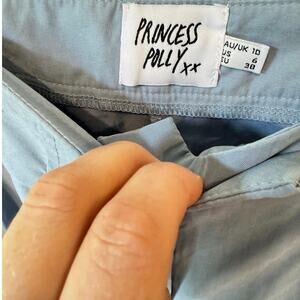 PRINCESS
POLLY xx
AU/UK 10
US 6
EU 38